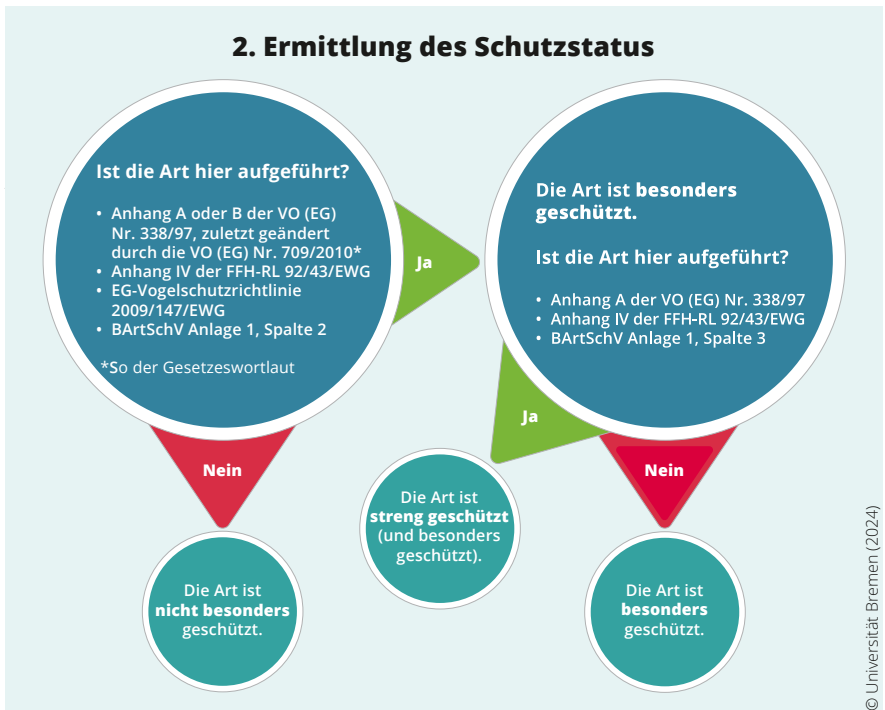 2. Ermittlung des Schutzstatus
Ist die Art hier aufgeführt?
• Anhang A oder B der VO (EG)
Nr. 338/97, zuletzt geändert
durch die VO (EG) Nr. 709/2010*
• Anhang IV der FFH-RL 92/43/EWG
• EG-Vogelschutzrichtlinie
2009/147/EWG
• BArtSchV Anlage 1, Spalte 2
*So der Gesetzeswortlaut
Ja
Die Art ist besonders
geschützt.
Ist die Art hier aufgeführt?
• Anhang A der VO (EG) Nr. 338/97
• Anhang IV der FFH-RL 92/43/EWG
• BArtSchV Anlage 1, Spalte 3
Nein
Ja
Nein
Die Art ist
nicht besonders
geschützt.
Die Art ist
streng geschützt
(und besonders
geschützt).
Die Art ist
besonders
geschützt.
© Universität Bremen (2024)